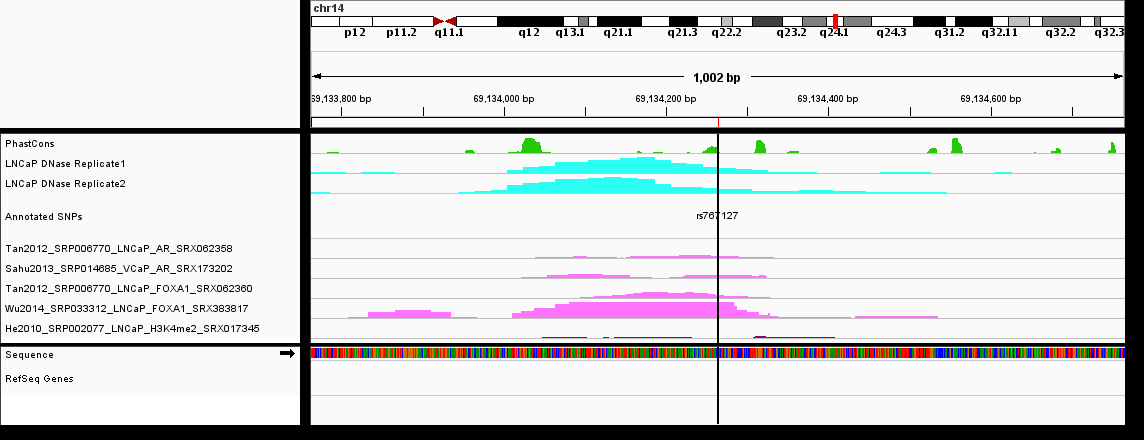 chr14
p12 p11.2 q11.1 q12 q13.1 q21.1 q21.3 q22.2 q23.2 q24.1 q24.3 q31.2 q32.11 q32.2 q32.3
1,002 bp
69,133,800 bp 69,134,000 bp 69,134,200 bp 69,134,400 bp 69,134,600 bp
PhastCons
LNCaP DNase Replicate1
LNCaP DNase Replicate2
Annotated SNPs
rs767127
Tan2012_SRP006770_LNCaP_AR_SRX062358
Sahu2013_SRP014685_VCaP_AR_SRX173202
Tan2012_SRP006770_LNCaP_FOXA1_SRX062360
Wu2014_SRP033312_LNCaP_FOXA1_SRX383817
He2010_SRP002077_LNCaP_H3K4me2_SRX017345
Sequence
RefSeq Genes